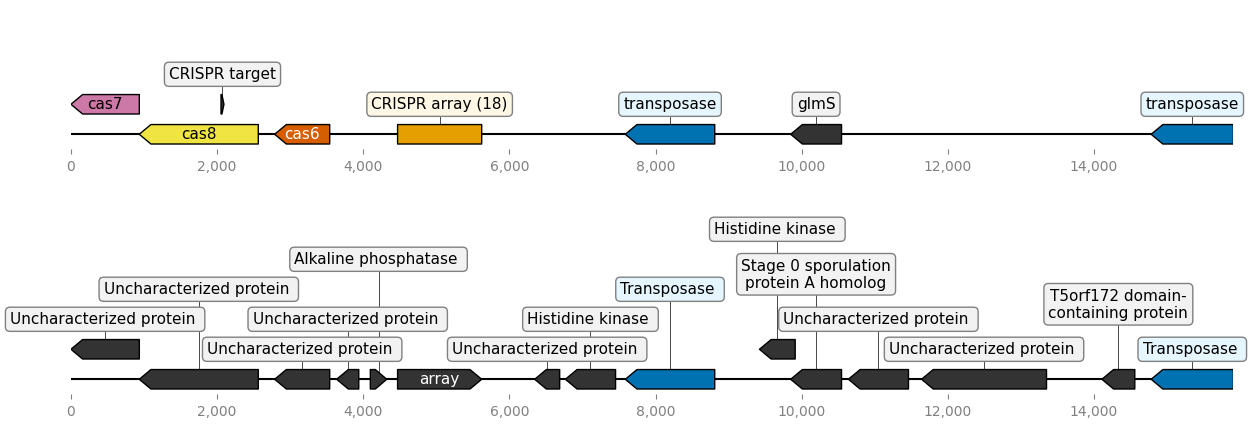 CRISPR target
cas7
CRISPR array (18)
transposase
glmS
transposase
cas8
cas6
0
2,000
4,000
6,000
8,000
10,000
12,000
14,000
Histidine kinase
Alkaline phosphatase
Stage 0 sporulation
protein A homolog
Uncharacterized protein
Transposase
T5orf172 domain-
containing protein
Uncharacterized protein
Uncharacterized protein
Histidine kinase
Uncharacterized protein
Uncharacterized protein
Uncharacterized protein
Uncharacterized protein
Transposase
array
0
2,000
4,000
6,000
8,000
10,000
12,000
14,000